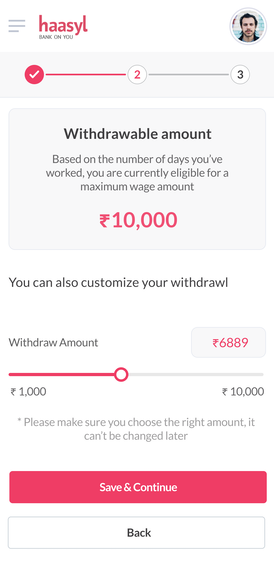 haasyl
BANK ON YOU
2
3
Withdrawable amount
Based on the number of days you've
worked, you are currently eligible for a
maximum wage amount
₹10,000
You can also customize your withdrawl
Withdraw Amount
₹6889
₹ 1,000
₹ 10,000
* Please make sure you choose the right amount, it
can't be changed later
Save & Continue
Back